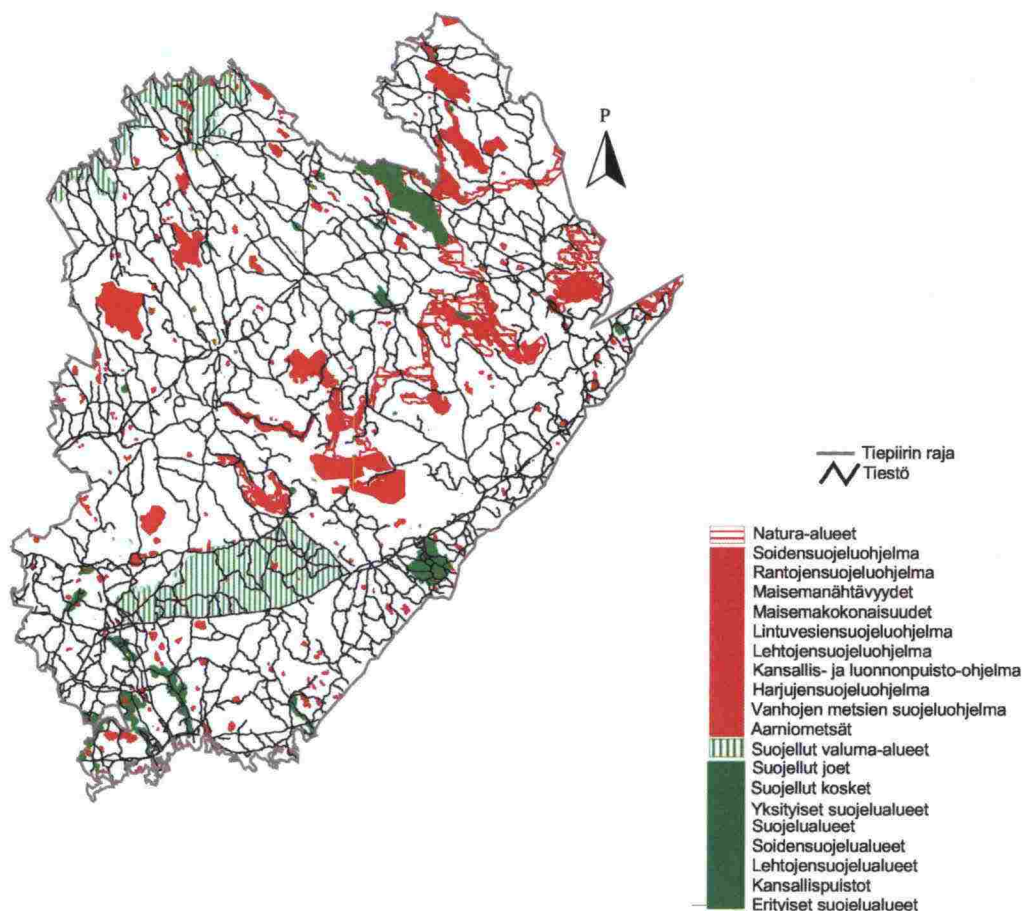 P
Tiepiirin raja
Tiestö
Natura-alueet
Soidensuojeluohjelma
Rantojensuojeluohjelma
Maisemanähtävyydet
Maisemakokonaisuudet
Lintuvesiensuojeluohjelma
Lehtojensuojeluohjelma
Kansallis- ja luonnonpuisto-ohjelma
Harjujensuojeluohjelma
Vanhojen metsien suojeluohjelma
Aarniometsät
Suojellut valuma-alueet
Suojellut joet
Suojellut kosket
Yksityiset suojelualueet
Suojelualueet
Soidensuojelualueet
Lehtojensuojelualueet
Kansallispuistot
Erityiset suojelualueet